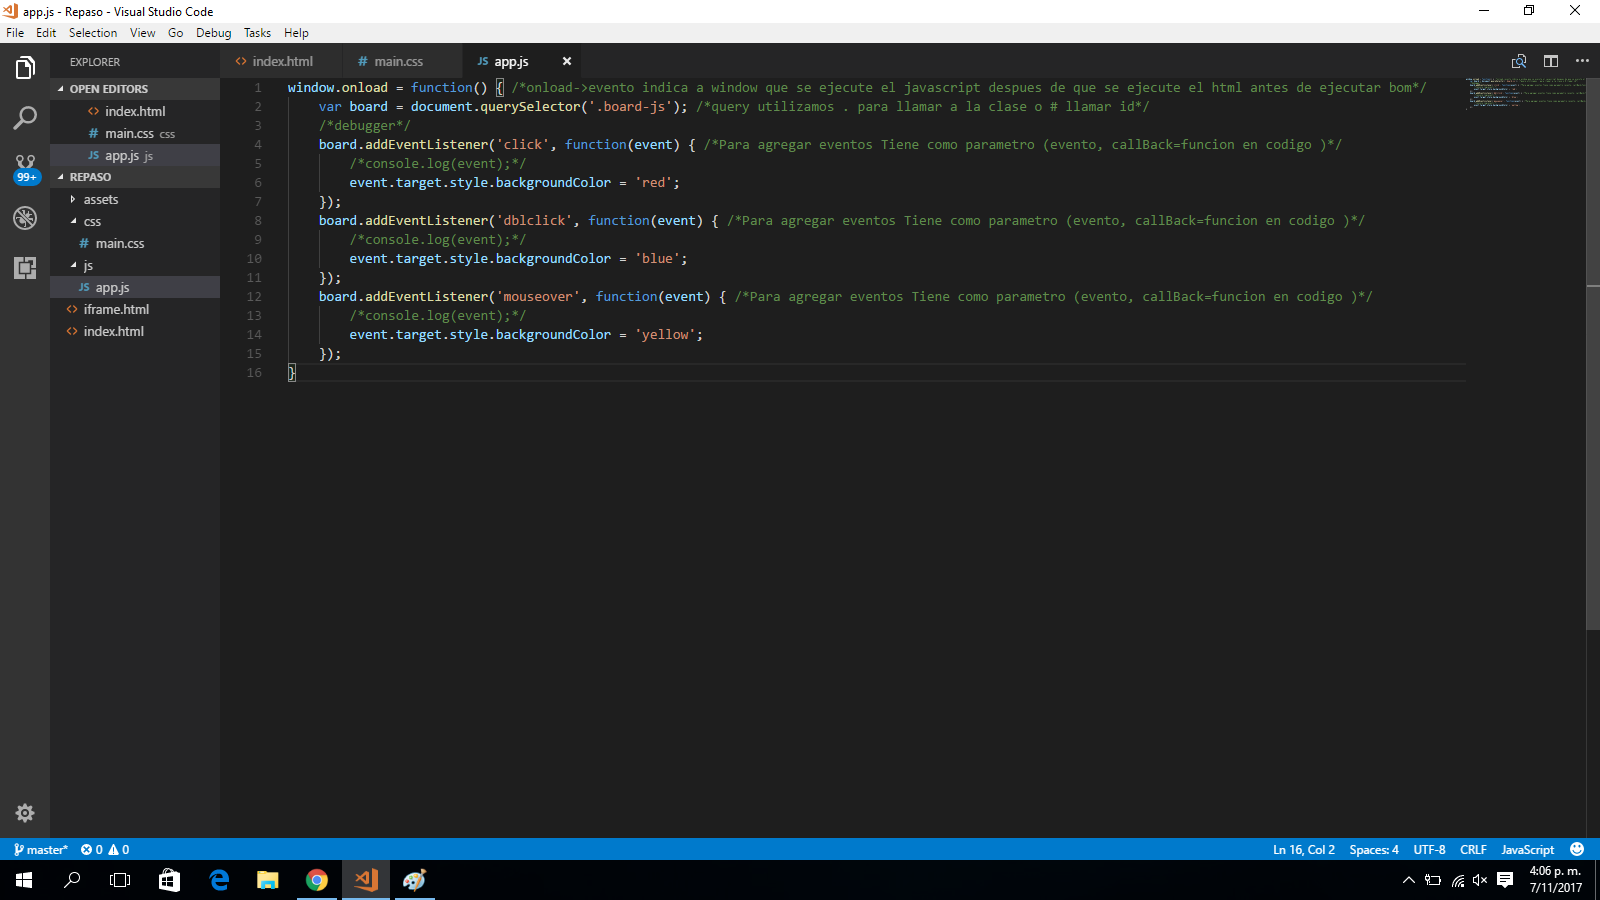 app.js - Repaso - Visual Studio Code
File Edit Selection View Go Debug Tasks Help
EXPLORER
OPEN EDITORS
index.html
main.css css
app.js js
REPASO
assets
css
main.css
js
app.js
iframe.html
index.html
99+
index.html main.css app.js
1 window.onload = function() { /*onload->evento indica a window que se ejecute el javascript despues de que se ejecute el html antes de ejecutar bom*/
2 var board = document.querySelector('.board-js'); /*query utilizamos . para llamar a la clase o # llamar id*/
3 /*debugger*/
4 board.addEventListener('click', function(event) { /*Para agregar eventos Tiene como parametro (evento, callBack=funcion en codigo )*/
5 /*console.log(event);*/
6 event.target.style.backgroundColor = 'red';
7 });
8 board.addEventListener('dblclick', function(event) { /*Para agregar eventos Tiene como parametro (evento, callBack=funcion en codigo )*/
9 /*console.log(event);*/
10 event.target.style.backgroundColor = 'blue';
11 });
12 board.addEventListener('mouseover', function(event) { /*Para agregar eventos Tiene como parametro (evento, callBack=funcion en codigo )*/
13 /*console.log(event);*/
14 event.target.style.backgroundColor = 'yellow';
15 });
16 }
master* 0 0 Ln 16, Col 2 Spaces: 4 UTF-8 CRLF JavaScript
4:06 p. m.
7/11/2017